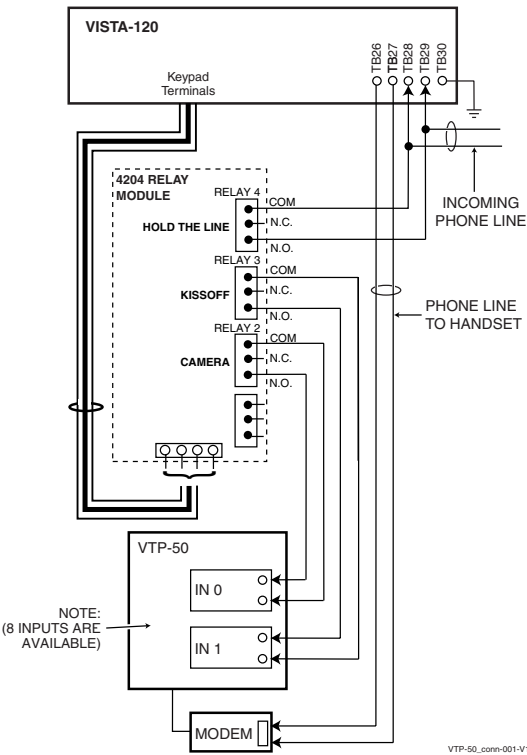 VISTA-120
Keypad
Terminals
TB26
TB27
TB28
TB29
TB30
4204 RELAY
MODULE
RELAY 4
COM
HOLD THE LINE
N.C.
N.O.
INCOMING
PHONE LINE
RELAY 3
COM
KISSOFF
N.C.
N.O.
PHONE LINE
TO HANDSET
RELAY 2
COM
CAMERA
N.C.
N.O.
VTP-50
IN 0
IN 1
NOTE:
(8 INPUTS ARE
AVAILABLE)
MODEM
VTP-50_conn-001-V